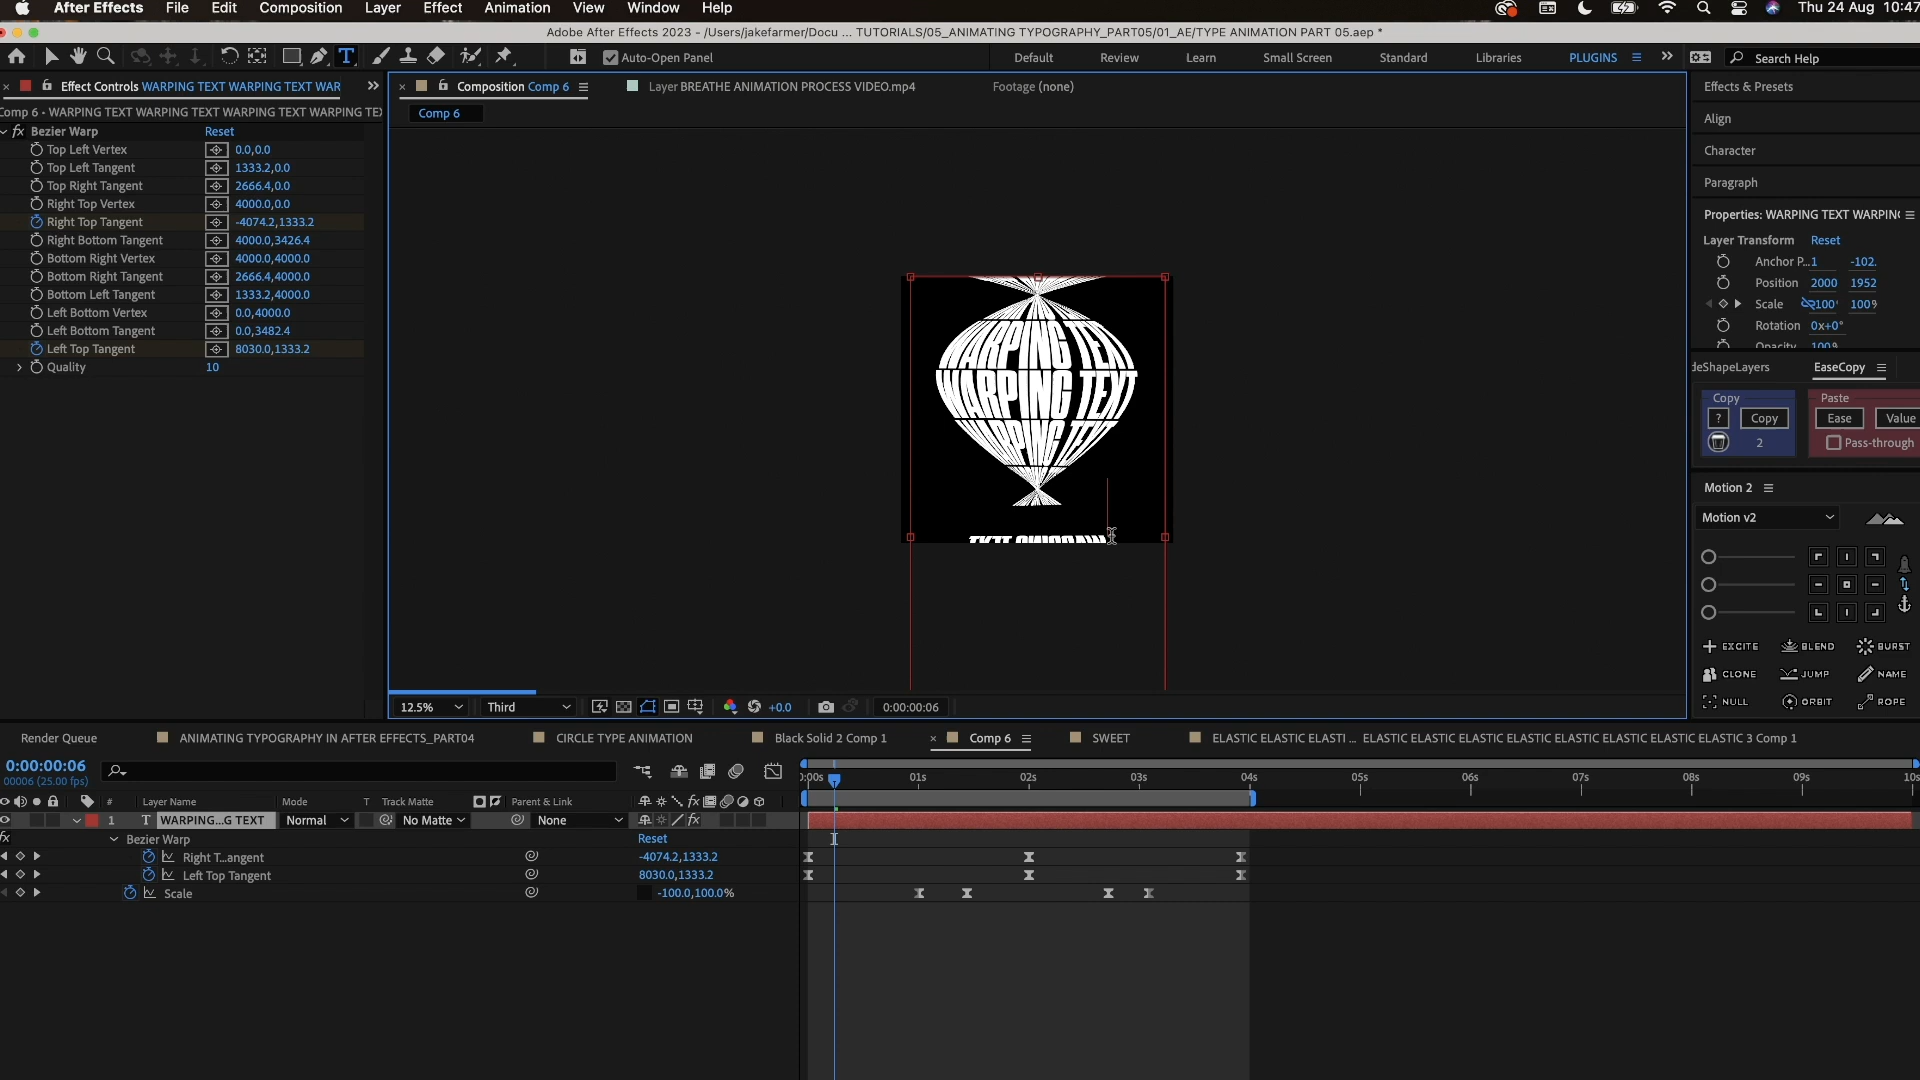 After Effects File Edit Composition Layer Effect Animation View Window Help Thu 24 Aug 10:47
Adobe After Effects 2023 - /Users/jakefarmer/Docu ... TUTORIALS/05_ANIMATING TYPOGRAPHY_PART05/01_AE/TYPE ANIMATION PART 05.aep *
Auto-Open Panel Default Review Learn Small Screen Standard Libraries PLUGINS Search Help
Effect Controls WARPING TEXT WARPING TEXT WAR
Comp 6 - WARPING TEXT WARPING TEXT WARPING TEXT WARPING TE
fx Bezier Warp Reset
Top Left Vertex 0.0,0.0
Top Left Tangent 1333.2,0.0
Top Right Tangent 2666.4,0.0
Right Top Vertex 4000.0,0.0
Right Top Tangent -4074.2,1333.2
Right Bottom Tangent 4000.0,3426.4
Bottom Right Vertex 4000.0,4000.0
Bottom Right Tangent 2666.4,4000.0
Bottom Left Tangent 1333.2,4000.0
Left Bottom Vertex 0.0,4000.0
Left Bottom Tangent 0.0,3482.4
Left Top Tangent 8030.0,1333.2
Quality 10
Composition Comp 6 Layer BREATHE ANIMATION PROCESS VIDEO.mp4 Footage (none)
Comp 6
WARPING TEXT
WARPING TEXT
WARPING TEXT
12.5% Third +0.0 0:00:00:06
Effects & Presets
Align
Character
Paragraph
Properties: WARPING TEXT WARPIN
Layer Transform Reset
Anchor P... 1 -102.
Position 2000 1952
Scale 100 100%
Rotation 0x+0°
Opacity 100%
deShapeLayers EaseCopy
Copy Paste
? Copy Ease Value
2 Pass-through
Motion 2
Motion v2
EXCITE BLEND BURST
CLONE JUMP NAME
NULL ORBIT ROPE
Render Queue ANIMATING TYPOGRAPHY IN AFTER EFFECTS_PART04 CIRCLE TYPE ANIMATION Black Solid 2 Comp 1 Comp 6 SWEET ELASTIC ELASTIC ELASTI ... ELASTIC ELASTIC ELASTIC ELASTIC ELASTIC ELASTIC ELASTIC 3 Comp 1
0:00:00:06
00006 (25.00 fps)
# Layer Name Mode T Track Matte Parent & Link fx
1 T WARPING...G TEXT Normal No Matte None fx
fx Bezier Warp Reset
Right T...angent -4074.2,1333.2
Left Top Tangent 8030.0,1333.2
Scale -100.0,100.0%
:00s 01s 02s 03s 04s 05s 06s 07s 08s 09s 10s